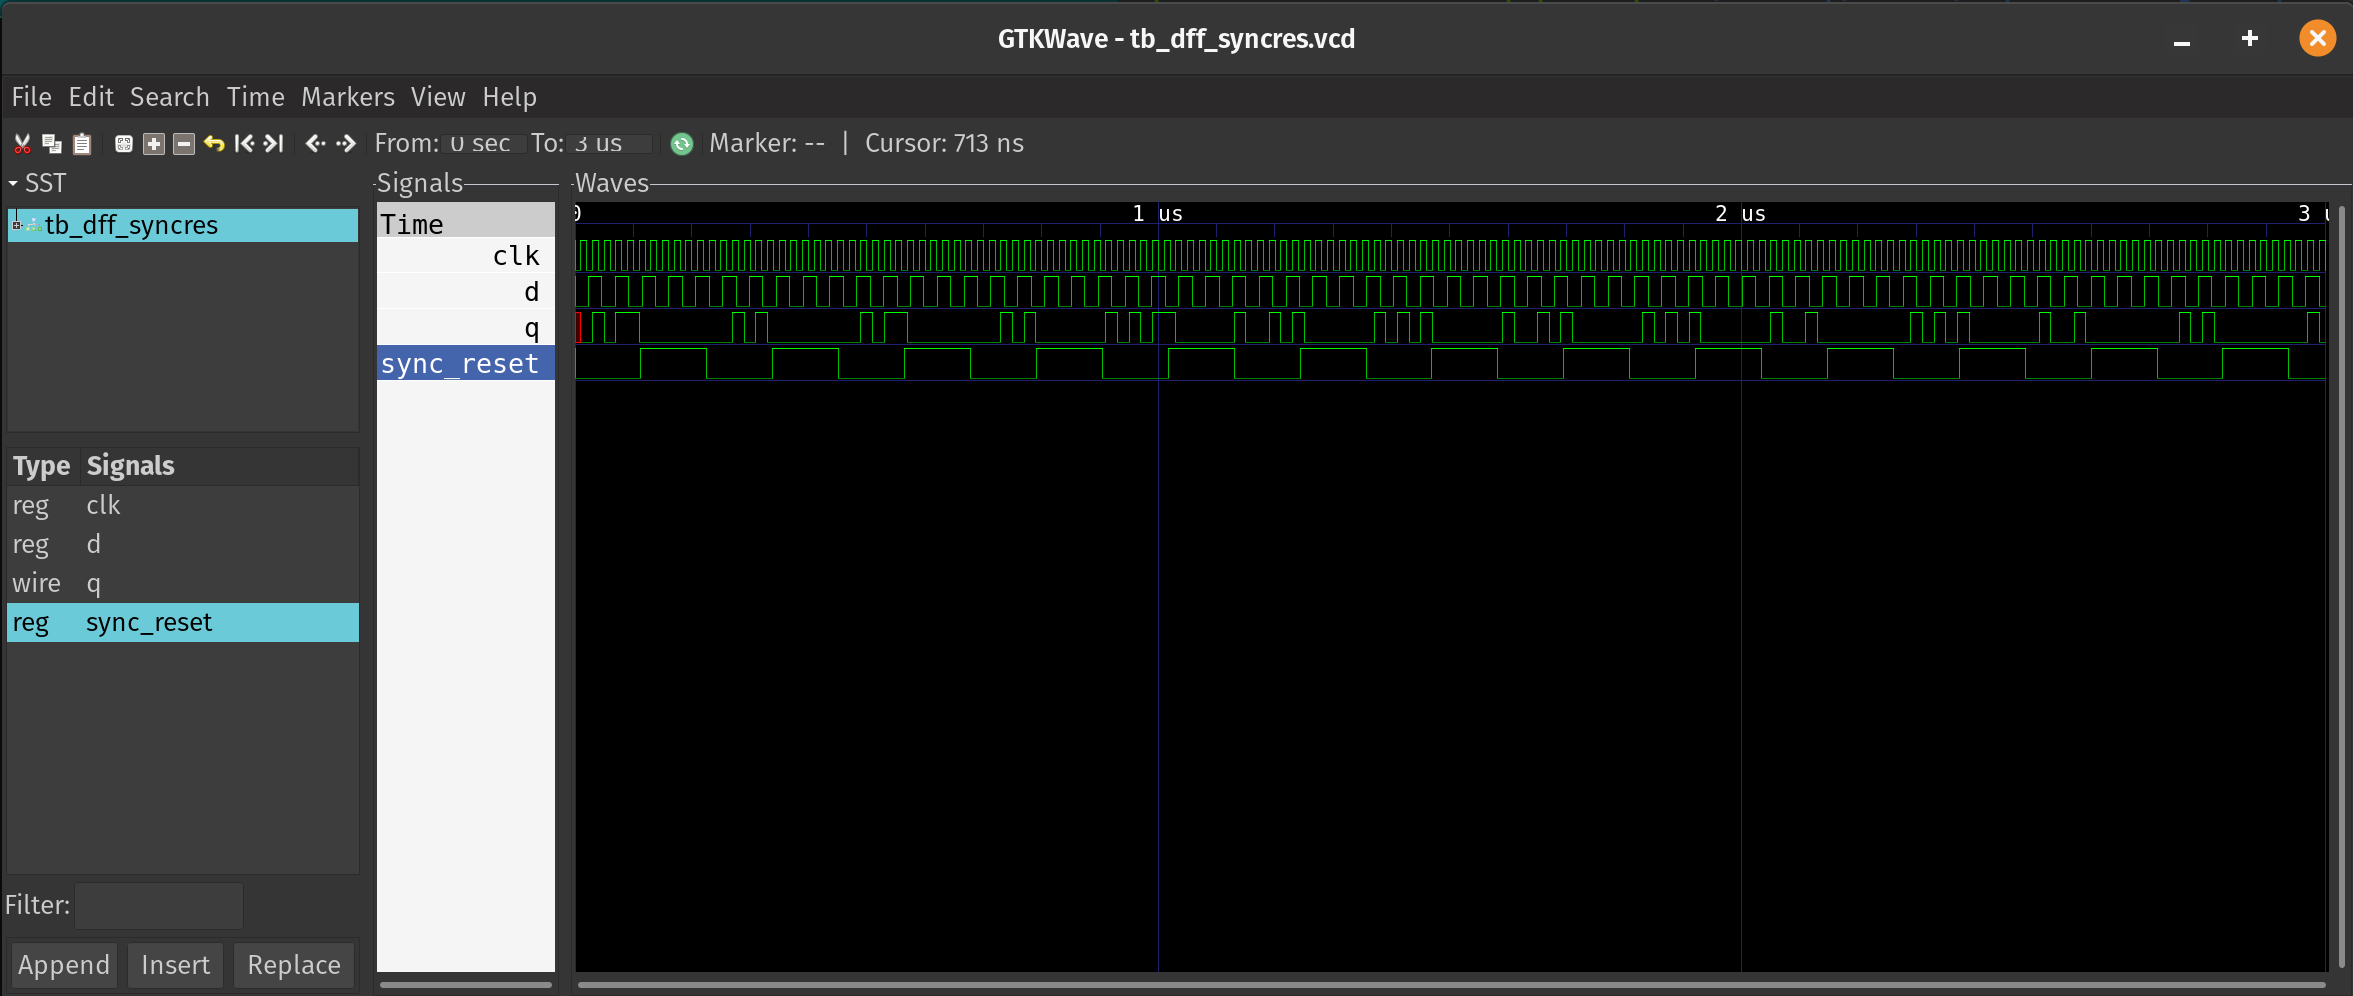 GTKWave - tb_dff_syncres.vcd
File Edit Search Time Markers View Help
From: 0 sec To: 3 us Marker: -- | Cursor: 713 ns
SST
tb_dff_syncres
Type Signals
reg clk
reg d
wire q
reg sync_reset
Filter:
Append Insert Replace
Signals
Time
clk
d
q
sync_reset
Waves
0 1 us 2 us 3 u